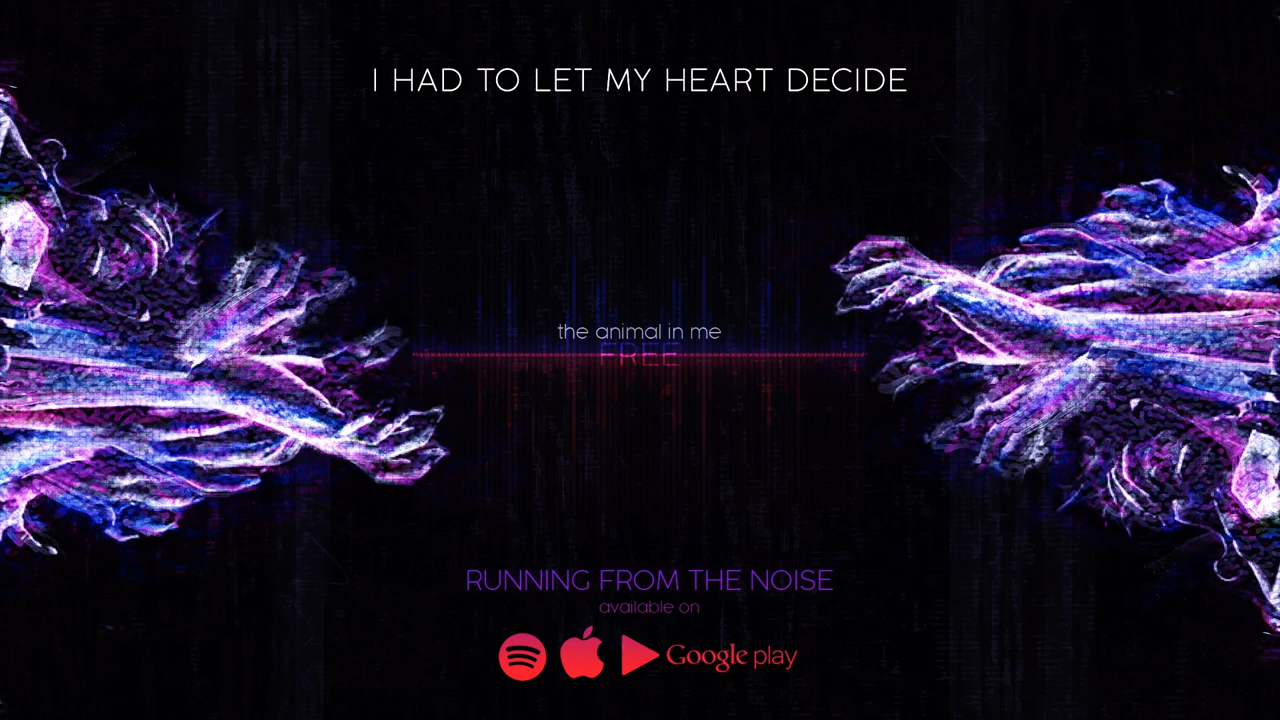 I HAD TO LET MY HEART DECIDE
the animal in me
FREE
RUNNING FROM THE NOISE
available on
Google play